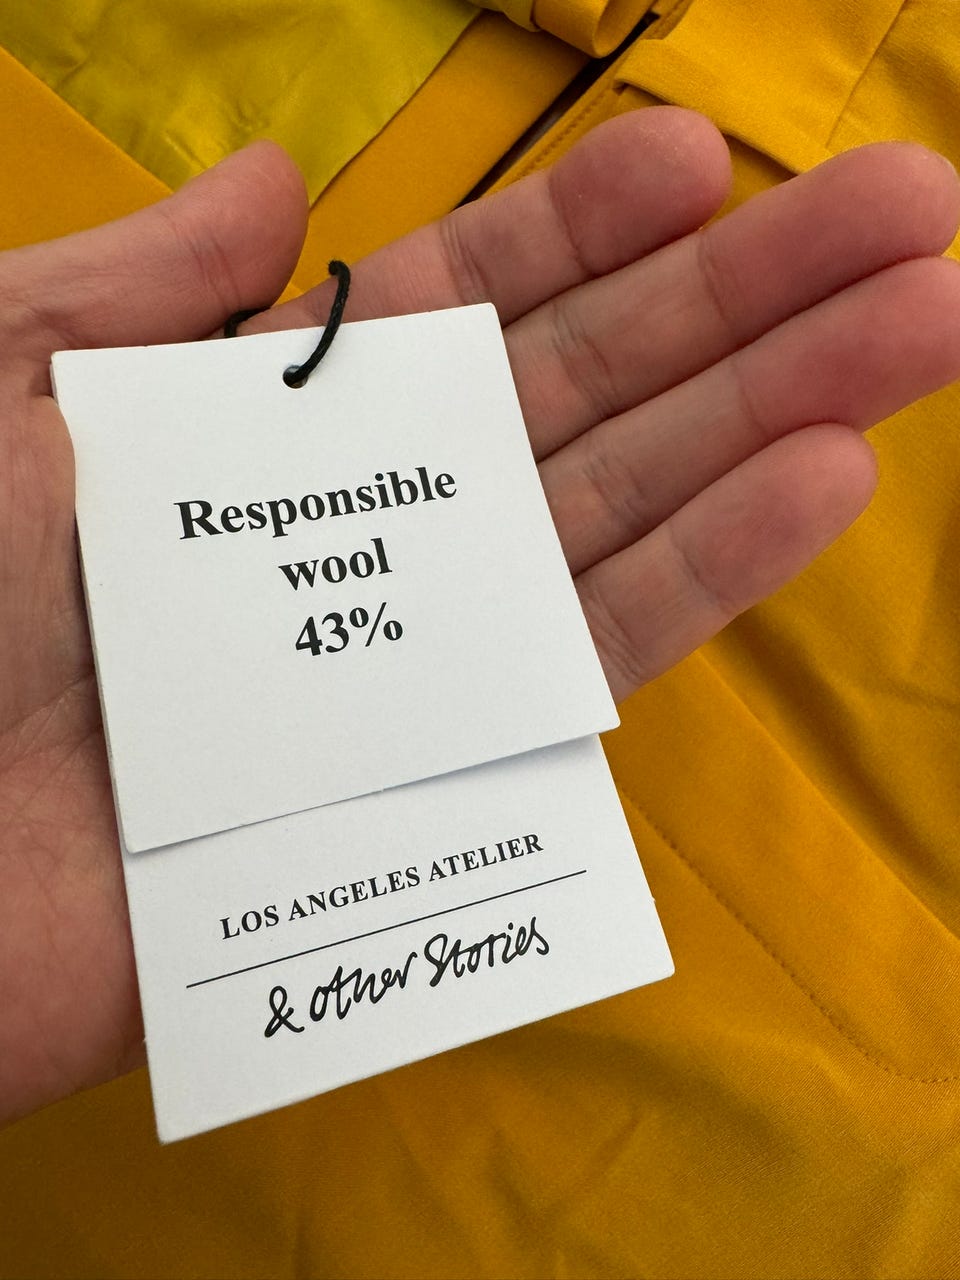 Responsible
wool
43%
LOS ANGELES ATELIER
& other Stories